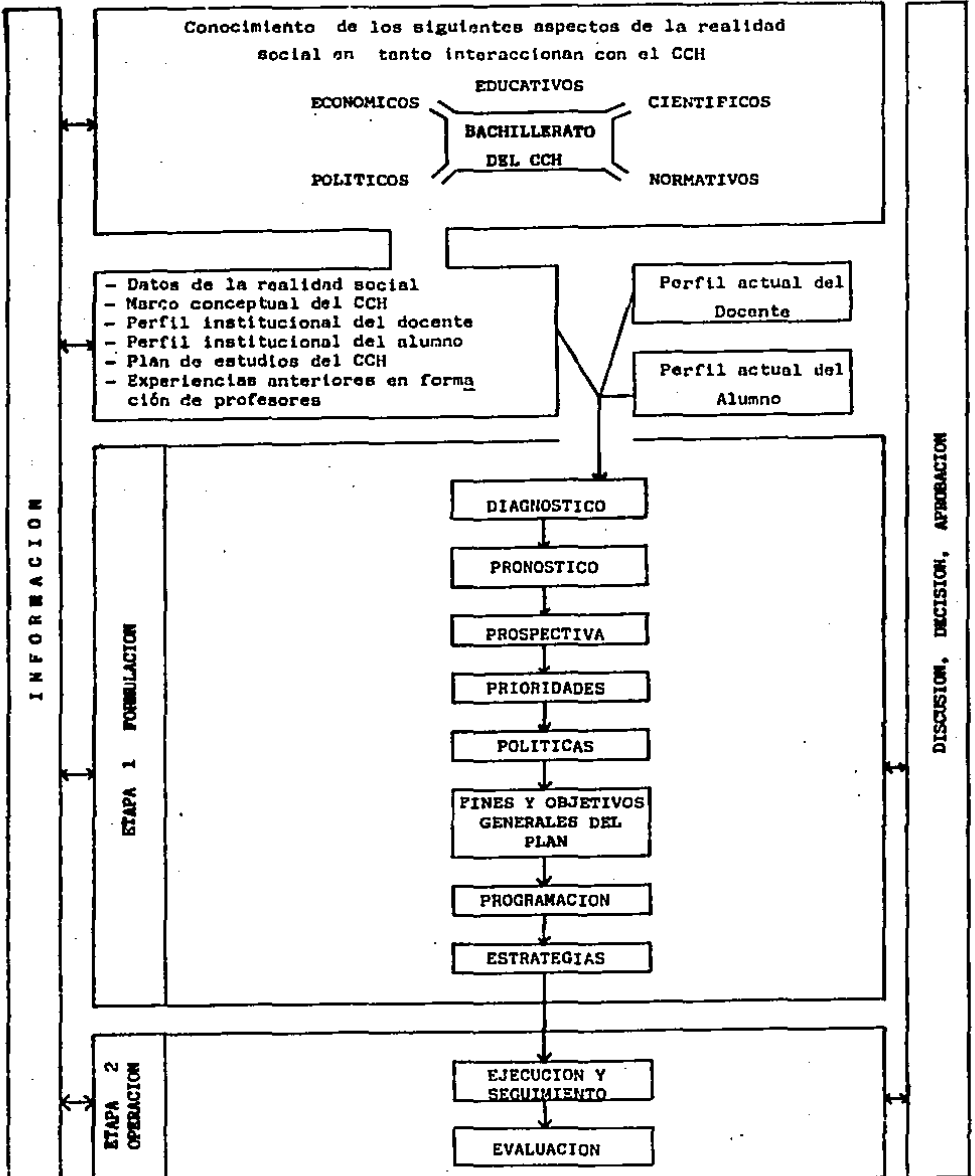 Conocimiento de los siguientes aspectos de la realidad
social en tanto interaccionan con el CCH
EDUCATIVOS
ECONOMICOS
CIENTIFICOS
BACHILLERATO
DEL CCH
POLITICOS
NORMATIVOS
- Datos de la realidad social
- Marco conceptual del CCH
- Perfil institucional del docente
- Perfil institucional del alumno
- Plan de estudios del CCH
- Experiencias anteriores en forma
ción de profesores
Perfil actual del
Docente
Perfil actual del
Alumno
INFORMACION
DISCUSION, DECISION, APROBACION
ETAPA 1 FORMULACION
DIAGNOSTICO
PRONOSTICO
PROSPECTIVA
PRIORIDADES
POLITICAS
FINES Y OBJETIVOS
GENERALES DEL
PLAN
PROGRAMACION
ESTRATEGIAS
ETAPA 2
OPERACION
EJECUCION Y
SEGUIMIENTO
EVALUACION